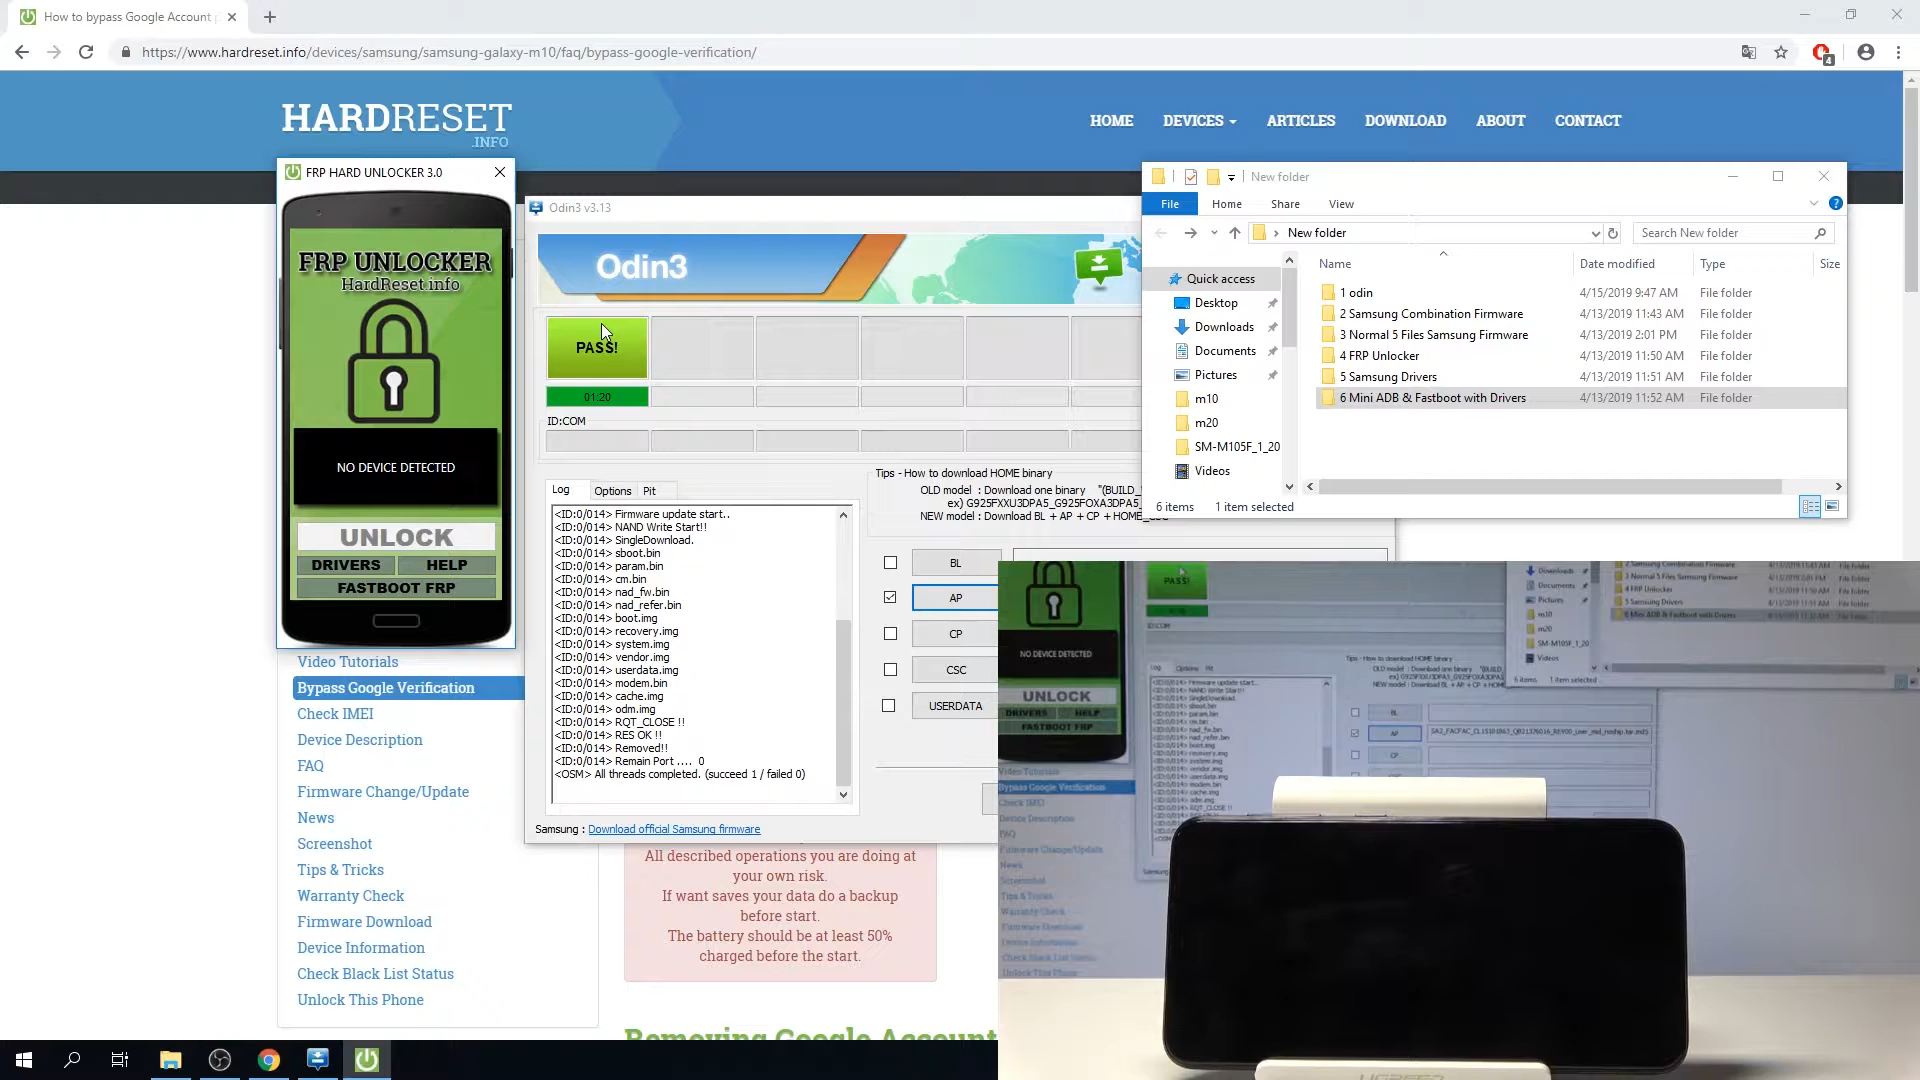 How to bypass Google Account
https://www.hardreset.info/devices/samsung/samsung-galaxy-m10/faq/bypass-google-verification/
4
HARDRESET
.INFO
HOME
DEVICES
ARTICLES
DOWNLOAD
ABOUT
CONTACT
FRP HARD UNLOCKER 3.0
FRP UNLOCKER
HardReset.info
NO DEVICE DETECTED
UNLOCK
DRIVERS
HELP
FASTBOOT FRP
Video Tutorials
Bypass Google Verification
Check IMEI
Device Description
FAQ
Firmware Change/Update
News
Screenshot
Tips & Tricks
Warranty Check
Firmware Download
Device Information
Check Black List Status
Unlock This Phone
Odin3 v3.13
Odin3
PASS!
01:20
ID:COM
Log
Options
Pit
<ID:0/014> Firmware update start..
<ID:0/014> NAND Write Start!!
<ID:0/014> SingleDownload.
<ID:0/014> sboot.bin
<ID:0/014> param.bin
<ID:0/014> cm.bin
<ID:0/014> nad_fw.bin
<ID:0/014> nad_refer.bin
<ID:0/014> boot.img
<ID:0/014> recovery.img
<ID:0/014> system.img
<ID:0/014> vendor.img
<ID:0/014> userdata.img
<ID:0/014> modem.bin
<ID:0/014> cache.img
<ID:0/014> odm.img
<ID:0/014> RQT_CLOSE !!
<ID:0/014> RES OK !!
<ID:0/014> Removed!!
<ID:0/014> Remain Port .... 0
<OSM> All threads completed. (succeed 1 / failed 0)
Samsung : Download official Samsung firmware
Tips - How to download HOME binary
OLD model : Download one binary "(BUILD_
ex) G925FXXU3DPA5_G925FOXA3DPA5_
NEW model : Download BL + AP + CP + HOME_CSC
BL
AP
CP
CSC
USERDATA
All described operations you are doing at
your own risk.
If want saves your data do a backup
before start.
The battery should be at least 50%
charged before the start.
Removing Google Account
New folder
File
Home
Share
View
New folder
Search New folder
Quick access
Desktop
Downloads
Documents
Pictures
m10
m20
SM-M105F_1_20
Videos
Name
Date modified
Type
Size
1 odin 4/15/2019 9:47 AM File folder
2 Samsung Combination Firmware 4/13/2019 11:43 AM File folder
3 Normal 5 Files Samsung Firmware 4/13/2019 2:01 PM File folder
4 FRP Unlocker 4/13/2019 11:50 AM File folder
5 Samsung Drivers 4/13/2019 11:51 AM File folder
6 Mini ADB & Fastboot with Drivers 4/13/2019 11:52 AM File folder
6 items
1 item selected
PASS!
NO DEVICE DETECTED
UNLOCK
DRIVERS
HELP
FASTBOOT FRP